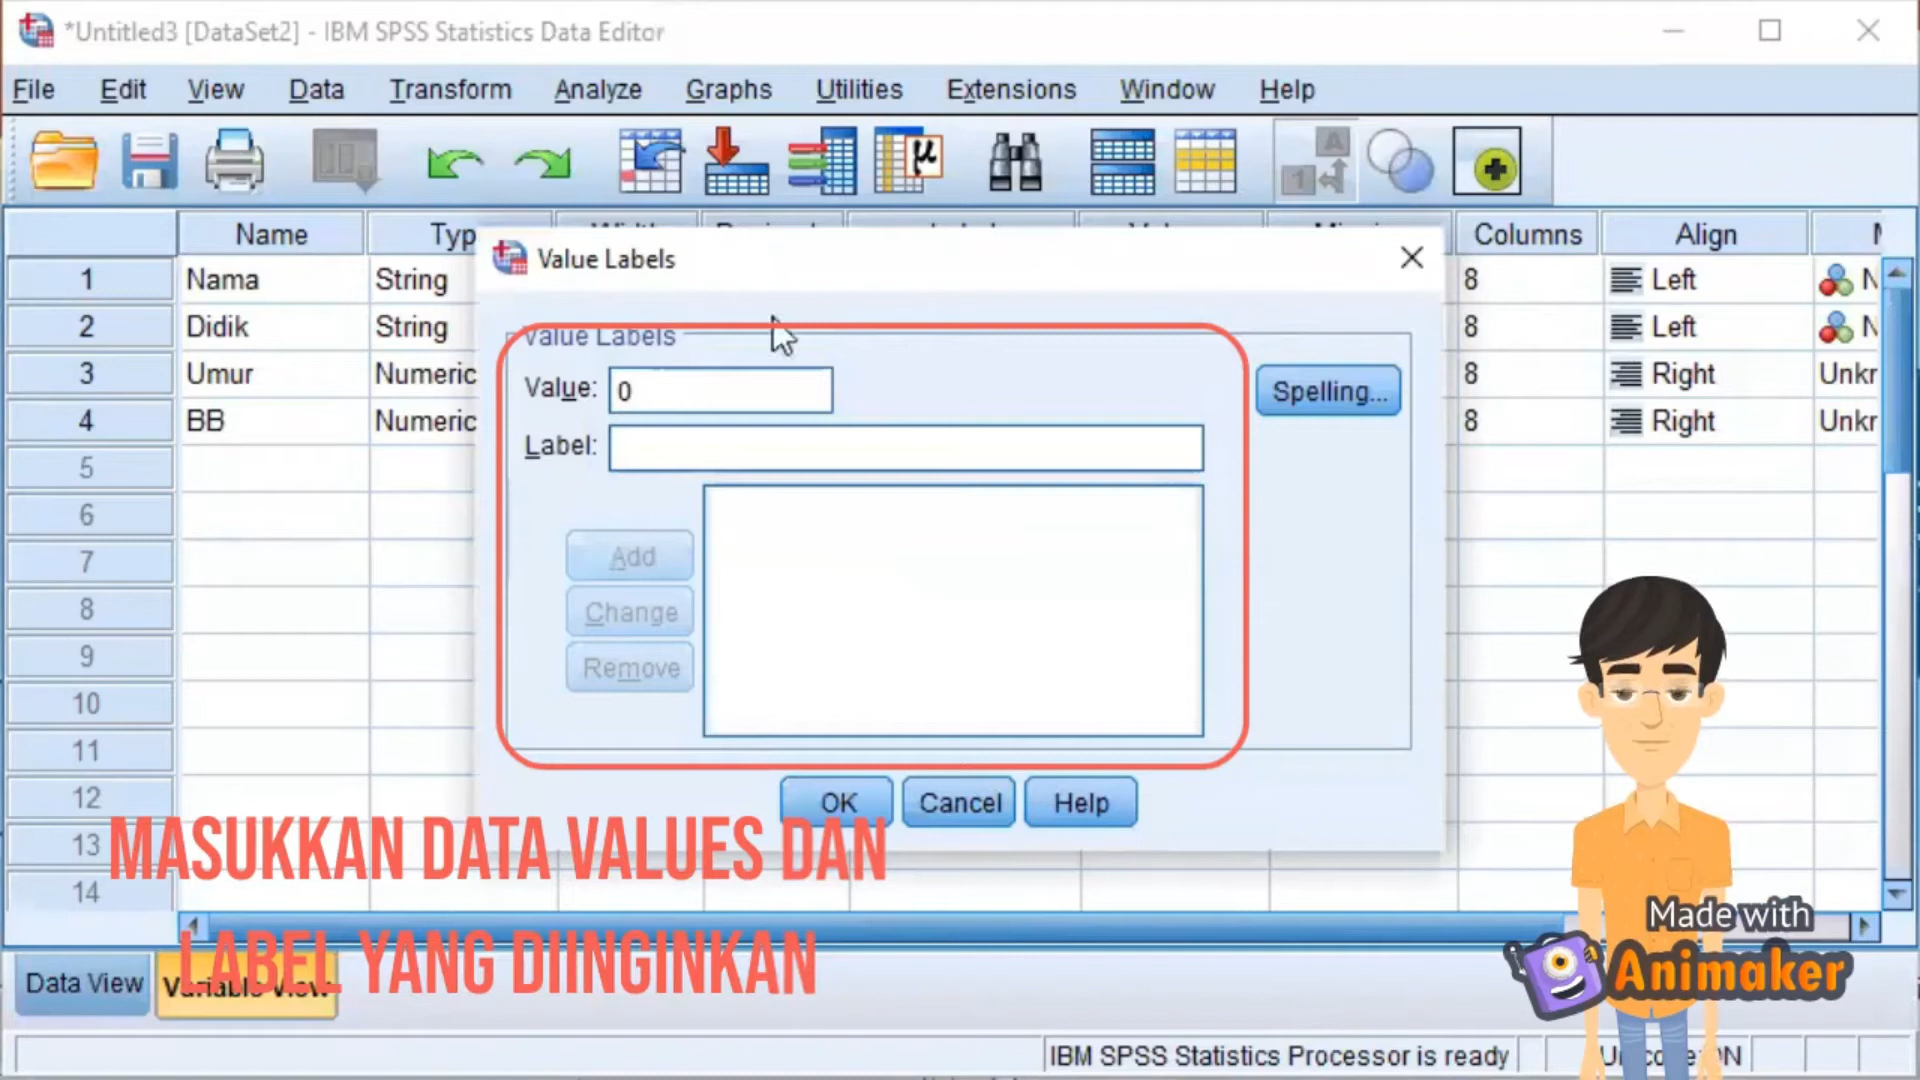 *Untitled3 [DataSet2] - IBM SPSS Statistics Data Editor
File Edit View Data Transform Analyze Graphs Utilities Extensions Window Help
Name Columns Align
1 Nama String 8 Left
2 Didik String 8 Left
3 Umur Numeric 8 Right
4 BB Numeric 8 Right
5
6
7
8
9
10
11
12
13
14
Value Labels
Value Labels
Value: 0
Spelling...
Label:
Add
Change
Remove
OK Cancel Help
MASUKKAN DATA VALUES DAN
LABEL YANG DIINGINKAN
Data View Variable View
Made with
Animaker
IBM SPSS Statistics Processor is ready